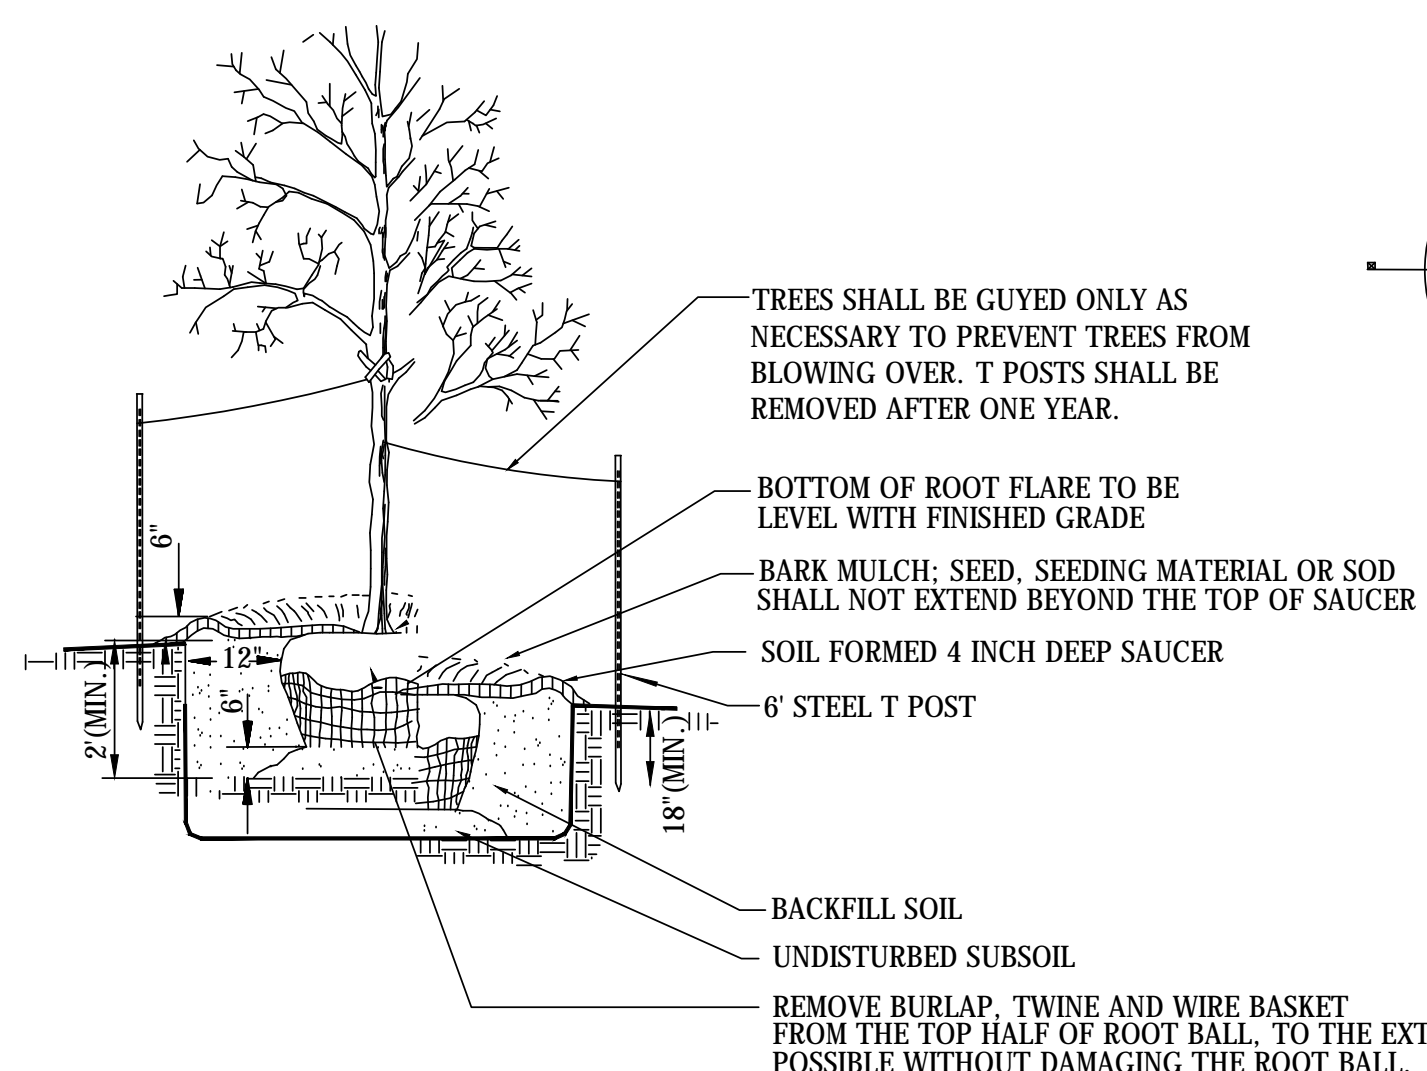 TREES SHALL BE GUYED ONLY AS
NECESSARY TO PREVENT TREES FROM
BLOWING OVER. T POSTS SHALL BE
REMOVED AFTER ONE YEAR.
BOTTOM OF ROOT FLARE TO BE
LEVEL WITH FINISHED GRADE
6"
BARK MULCH; SEED, SEEDING MATERIAL OR SOD
SHALL NOT EXTEND BEYOND THE TOP OF SAUCER
SOIL FORMED 4 INCH DEEP SAUCER
12"
6' STEEL T POST
6"
2'(MIN.)
18"(MIN.)
BACKFILL SOIL
UNDISTURBED SUBSOIL
REMOVE BURLAP, TWINE AND WIRE BASKET
FROM THE TOP HALF OF ROOT BALL, TO THE EXT
POSSIBLE WITHOUT DAMAGING THE ROOT BALL.